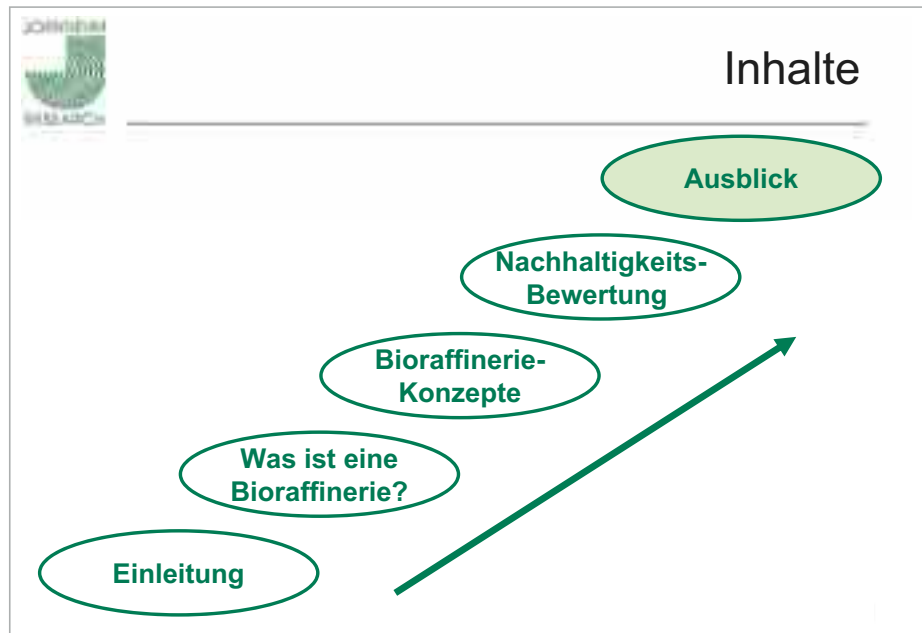 Inhalte
Ausblick
Nachhaltigkeits-
Bewertung
Bioraffinerie-
Konzepte
Was ist eine
Bioraffinerie?
Einleitung